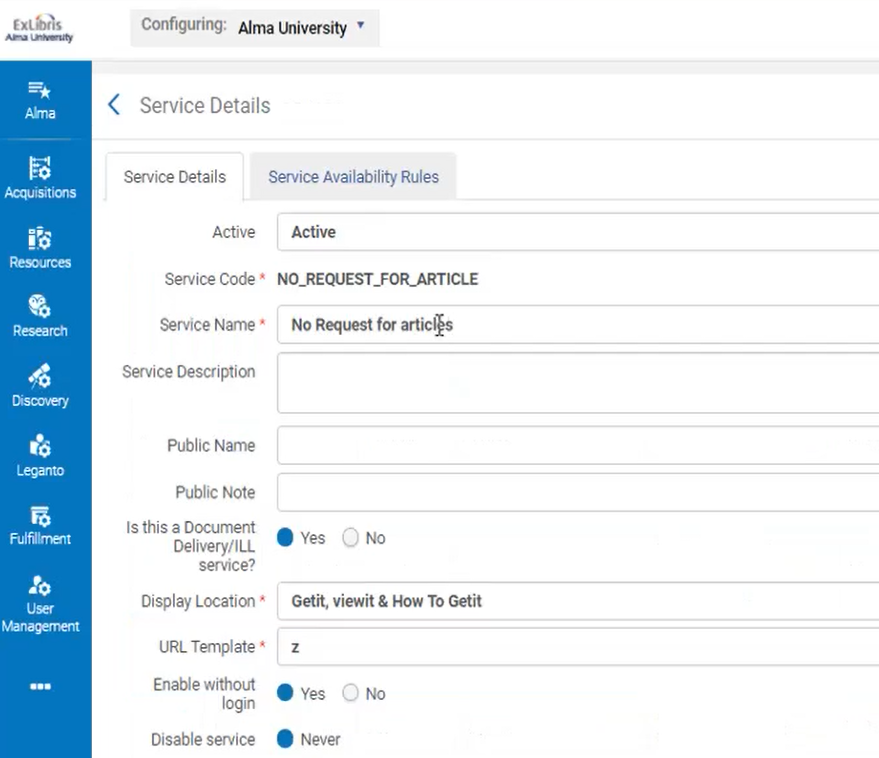 ExLibris
Alma University
Configuring: Alma University
Alma
Acquisitions
Resources
Research
Discovery
Leganto
Fulfillment
User
Management
Service Details
Service Details
Service Availability Rules
Active Active
Service Code * NO_REQUEST_FOR_ARTICLE
Service Name * No Request for articles
Service Description
Public Name
Public Note
Is this a Document
Delivery/ILL
service?
Yes No
Display Location * Getit, viewit & How To Getit
URL Template * z
Enable without
login
Yes No
Disable service Never